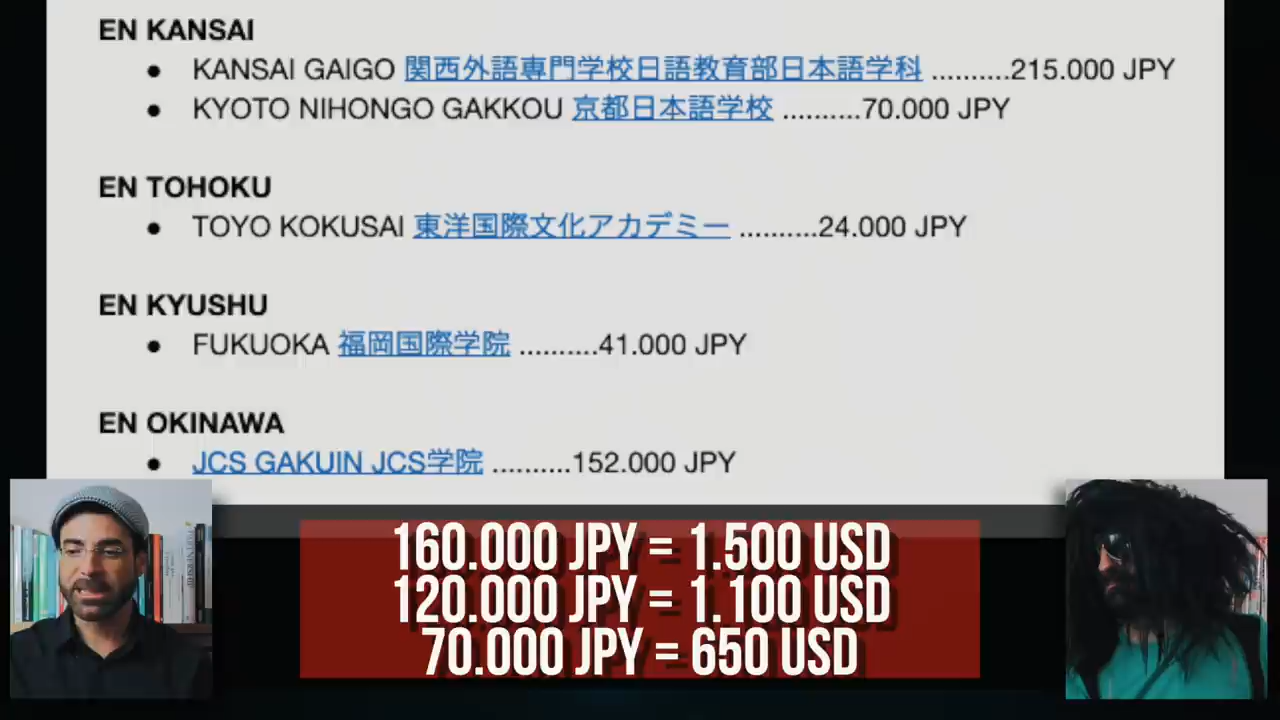 EN KANSAI
● KANSAI GAIGO 関西外語専門学校日語教育部日本語学科 ..........215.000 JPY
● KYOTO NIHONGO GAKKOU 京都日本語学校 ..........70.000 JPY
EN TOHOKU
● TOYO KOKUSAI 東洋国際文化アカデミー ..........24.000 JPY
EN KYUSHU
● FUKUOKA 福岡国際学院 ..........41.000 JPY
EN OKINAWA
● JCS GAKUIN JCS学院 ..........152.000 JPY
160.000 JPY = 1.500 USD
120.000 JPY = 1.100 USD
70.000 JPY = 650 USD